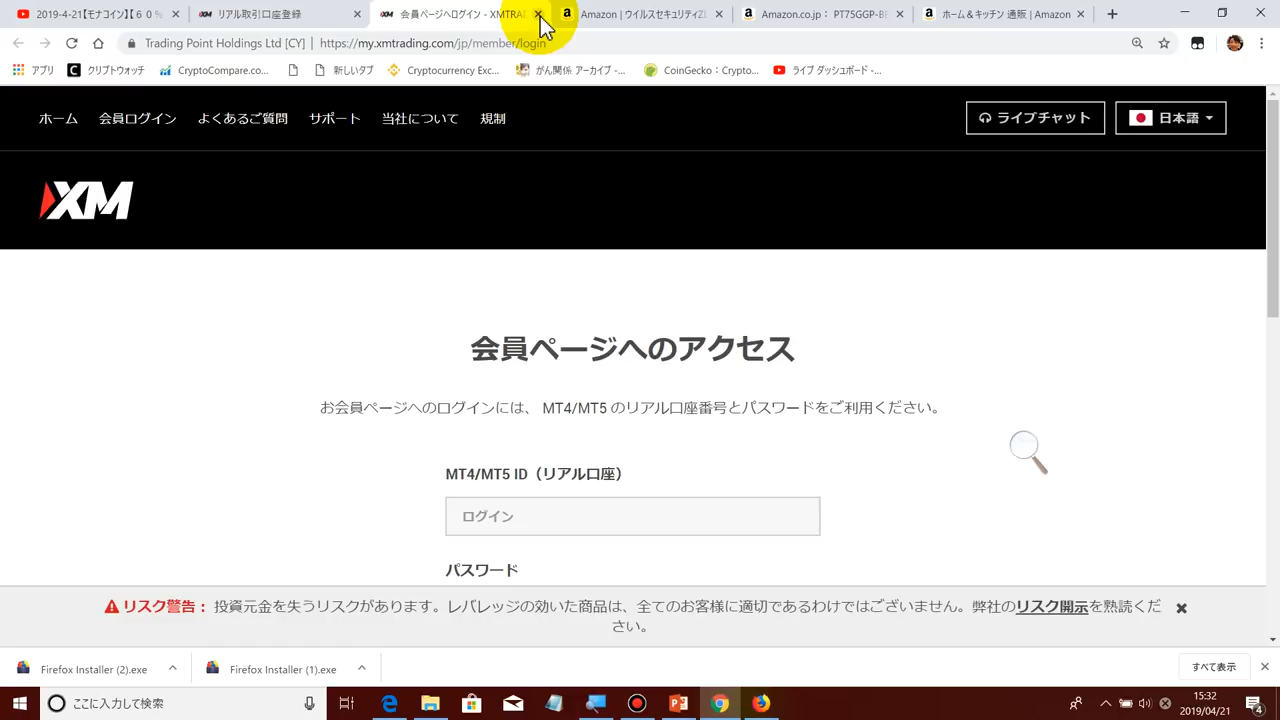 2019-4-21【モナコイン】【６０％
リアル取引口座登録
会員ページへログイン - XMTRAD
Amazon | ウイルスセキュリティZE
Amazon.co.jp： PT7SGGP-BE
ホーム＆キッチン 通販 | Amazon
Trading Point Holdings Ltd [CY] | https://my.xmtrading.com/jp/member/login
アプリ
クリプトウォッチ
CryptoCompare.co...
新しいタブ
Cryptocurrency Exc...
がん関係 アーカイブ -...
CoinGecko：Crypto...
ライブ ダッシュボード -...
ホーム 会員ログイン よくあるご質問 サポート 当社について 規制
ライブチャット
日本語
XM
会員ページへのアクセス
お会員ページへのログインには、 MT4/MT5 のリアル口座番号とパスワードをご利用ください。
MT4/MT5 ID（リアル口座）
ログイン
パスワード
リスク警告： 投資元金を失うリスクがあります。レバレッジの効いた商品は、全てのお客様に適切であるわけではございません。弊社のリスク開示を熟読くだ
さい。
Firefox Installer (2).exe
Firefox Installer (1).exe
すべて表示
ここに入力して検索
15:32
2019/04/21
4